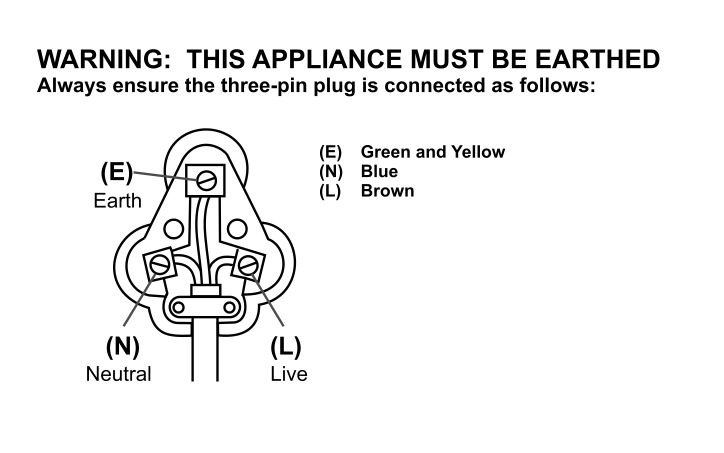 WARNING:  THIS APPLIANCE MUST BE EARTHED
Always ensure the three-pin plug is connected as follows:
(E) Green and Yellow
(N) Blue
(L) Brown
(E)
Earth
(N)
Neutral
(L)
Live